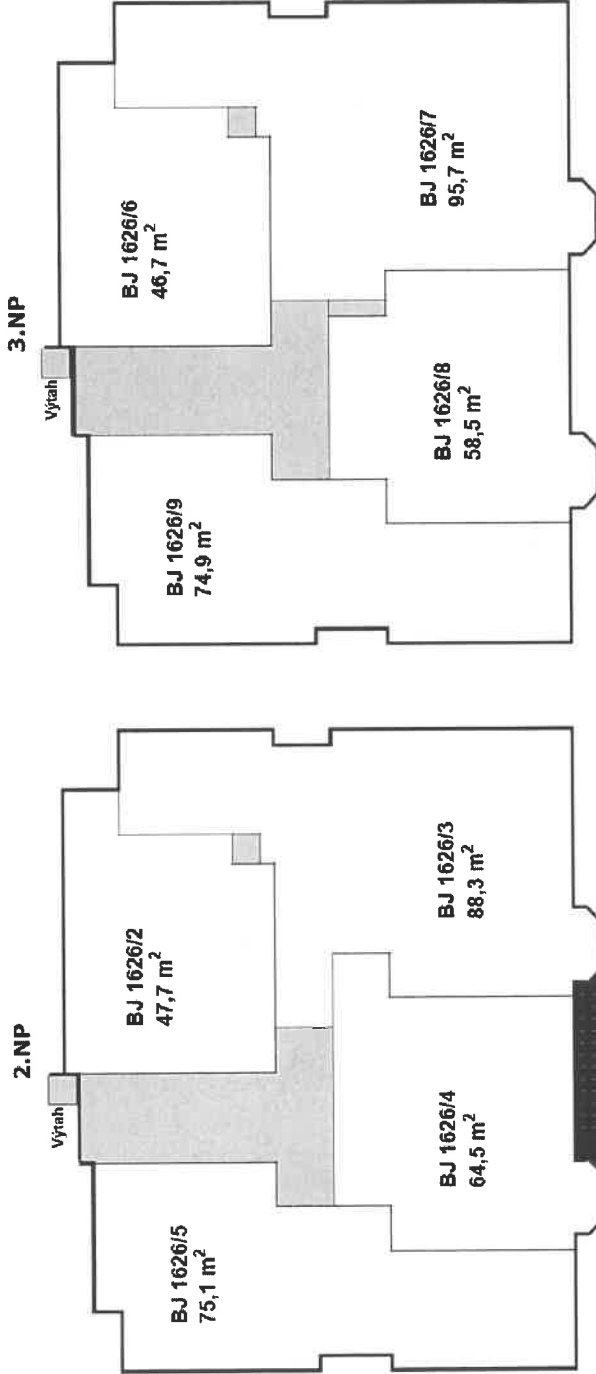 2.NP
Výtah
BJ 1626/2
47,7 m²
BJ 1626/5
75,1 m²
BJ 1626/3
88,3 m²
BJ 1626/4
64,5 m²
3.NP
Výtah
BJ 1626/6
46,7 m²
BJ 1626/9
74,9 m²
BJ 1626/7
95,7 m²
BJ 1626/8
58,5 m²